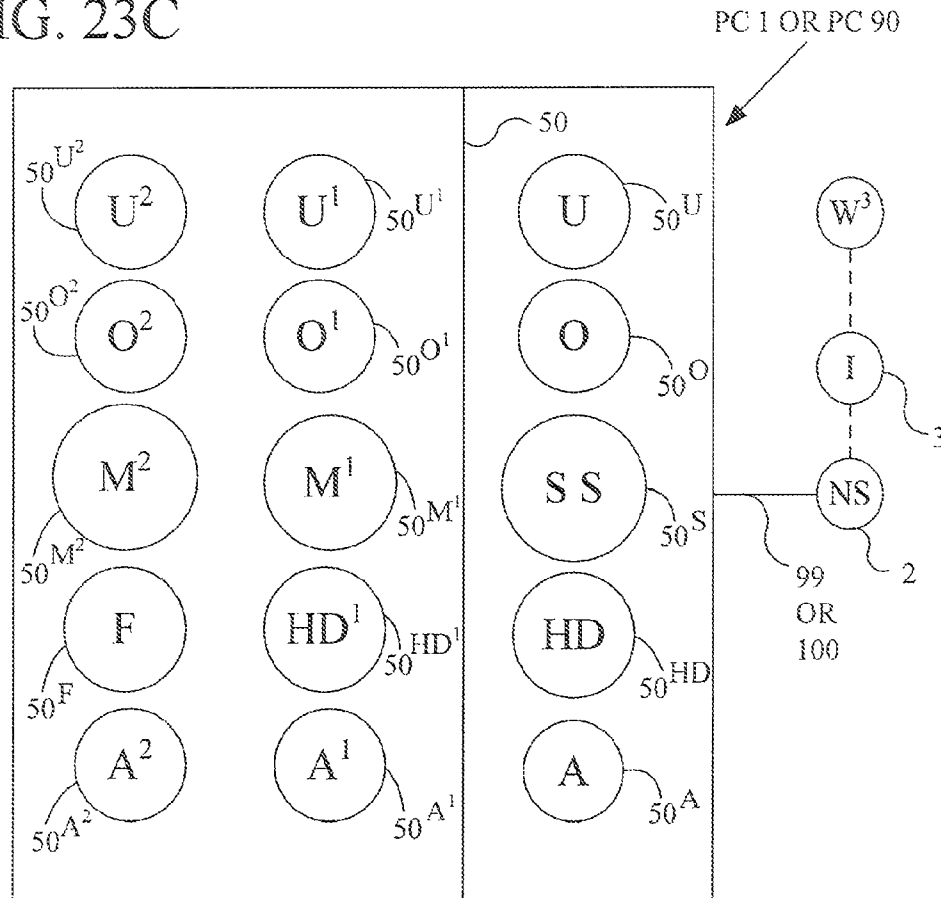 IG. 23C
PC 1 OR PC 90
50
50U²
U²
U¹
50U¹
U
50U
W³
50O²
O²
O¹
50O¹
O
50O
I
3
M²
50M²
M¹
50M¹
S S
50S
NS
2
99
OR
100
F
50F
HD¹
50HD¹
HD
50HD
A²
50A²
A¹
50A¹
A
50A